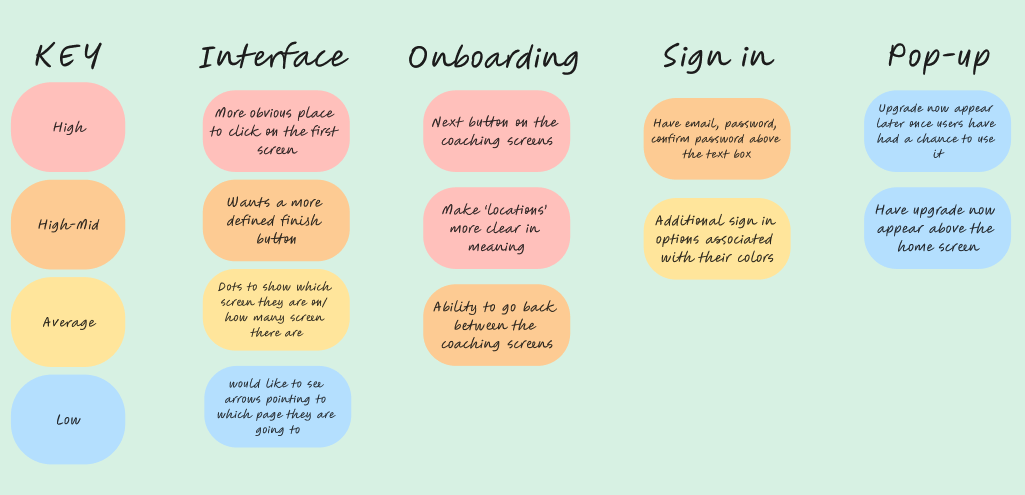 KEY
High
High-Mid
Average
Low
Interface
More obvious place
to click on the first
screen
Wants a more
defined finish
button
Dots to show which
screen they are on/
how many screen
there are
would like to see
arrows pointing to
which page they are
going to
Onboarding
Next button on the
coaching screens
Make 'locations'
more clear in
meaning
Ability to go back
between the
coaching screens
Sign in
Have email, password,
confirm password above
the text box
Additional sign in
options associated
with their colors
Pop-up
Upgrade now appear
later once users have
had a chance to use
it
Have upgrade now
appear above the
home screen